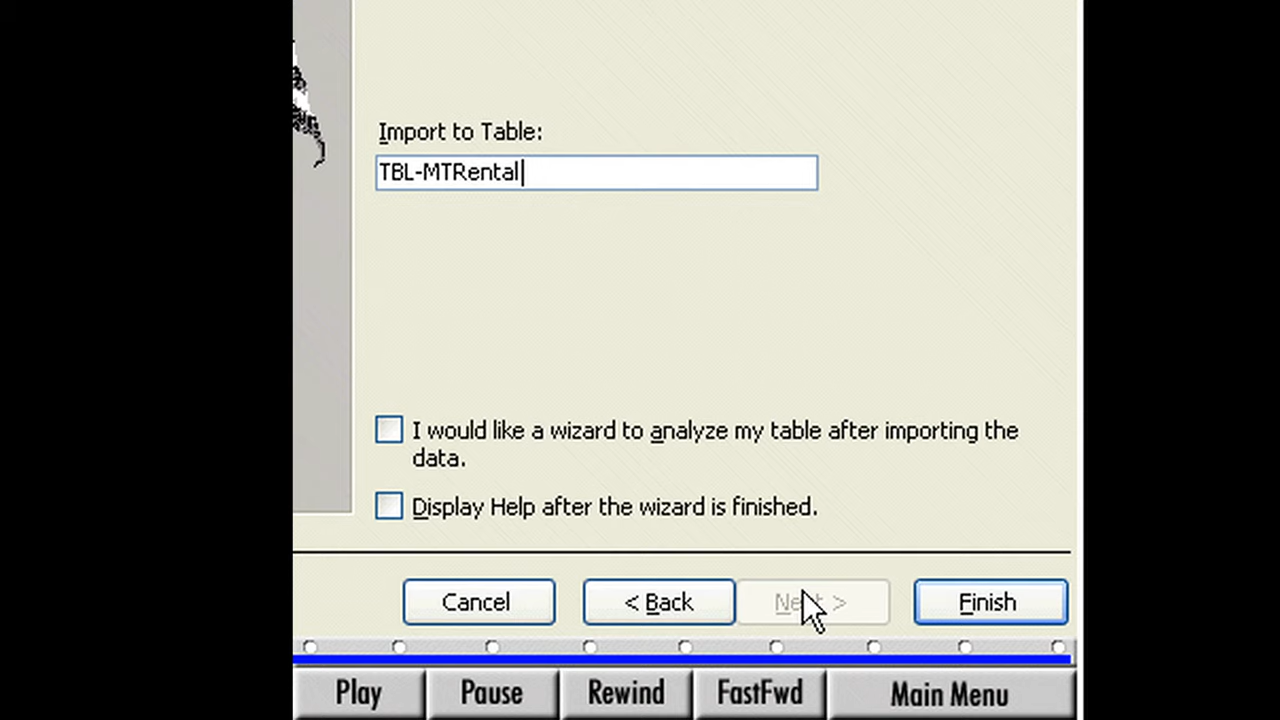 Import to Table:
TBL-MTRental
I would like a wizard to analyze my table after importing the
data.
Display Help after the wizard is finished.
Cancel
< Back
Next >
Finish
Play
Pause
Rewind
FastFwd
Main Menu